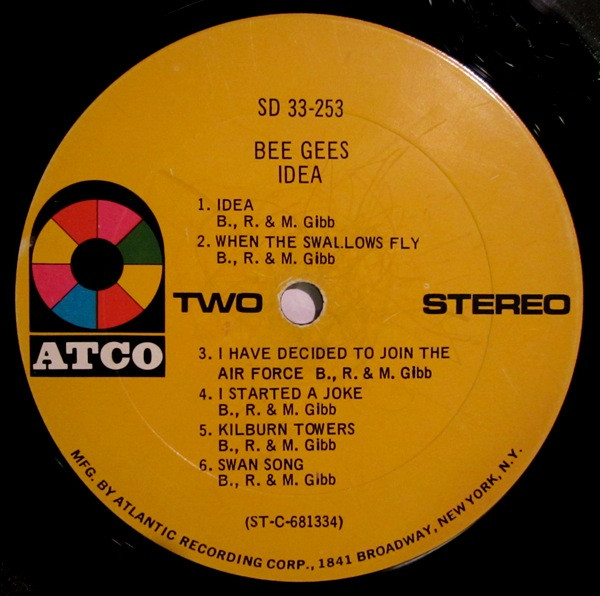 SD 33-253
BEE GEES
IDEA
1. IDEA
B., R. & M. Gibb
2. WHEN THE SWALLOWS FLY
B., R. & M. Gibb
TWO
STEREO
ATCO
3. I HAVE DECIDED TO JOIN THE
AIR FORCE B., R. & M. Gibb
4. I STARTED A JOKE
B., R. & M. Gibb
5. KILBURN TOWERS
B., R. & M. Gibb
6. SWAN SONG
B., R. & M. Gibb
(ST-C-681334)
MFG. BY ATLANTIC RECORDING CORP., 1841 BROADWAY, NEW YORK, N.Y.